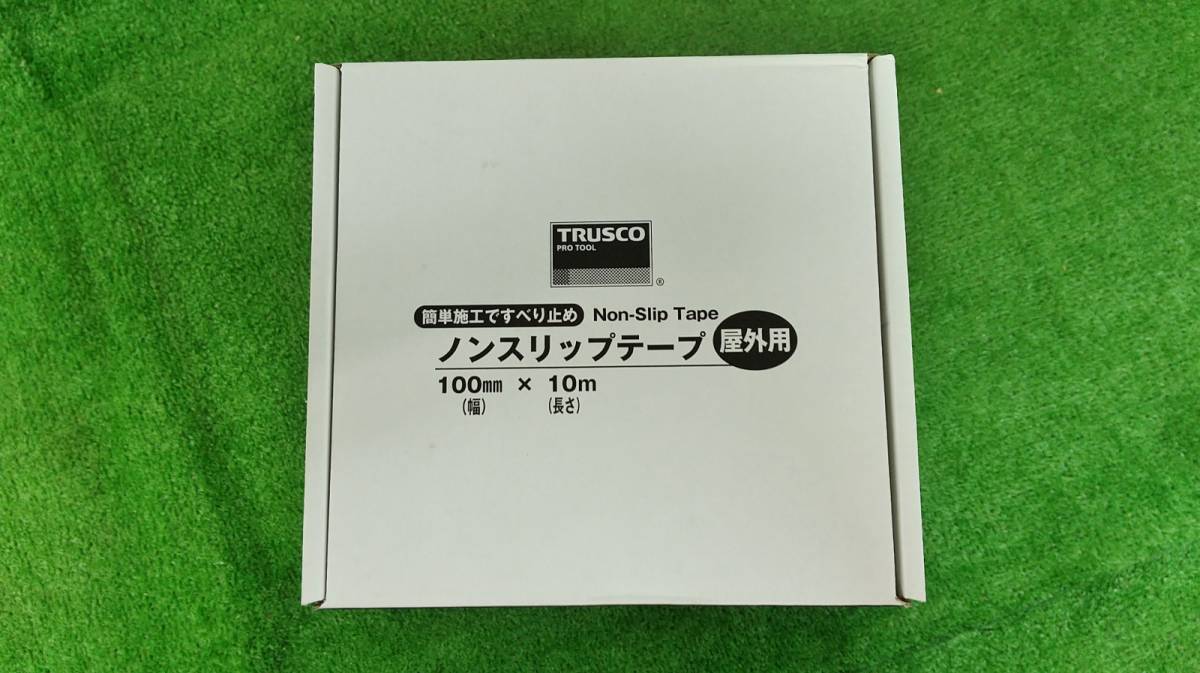 TRUSCO
PRO TOOL
®
簡単施工ですべり止め Non-Slip Tape
ノンスリップテープ 屋外用
100㎜ × 10m
(幅) (長さ)